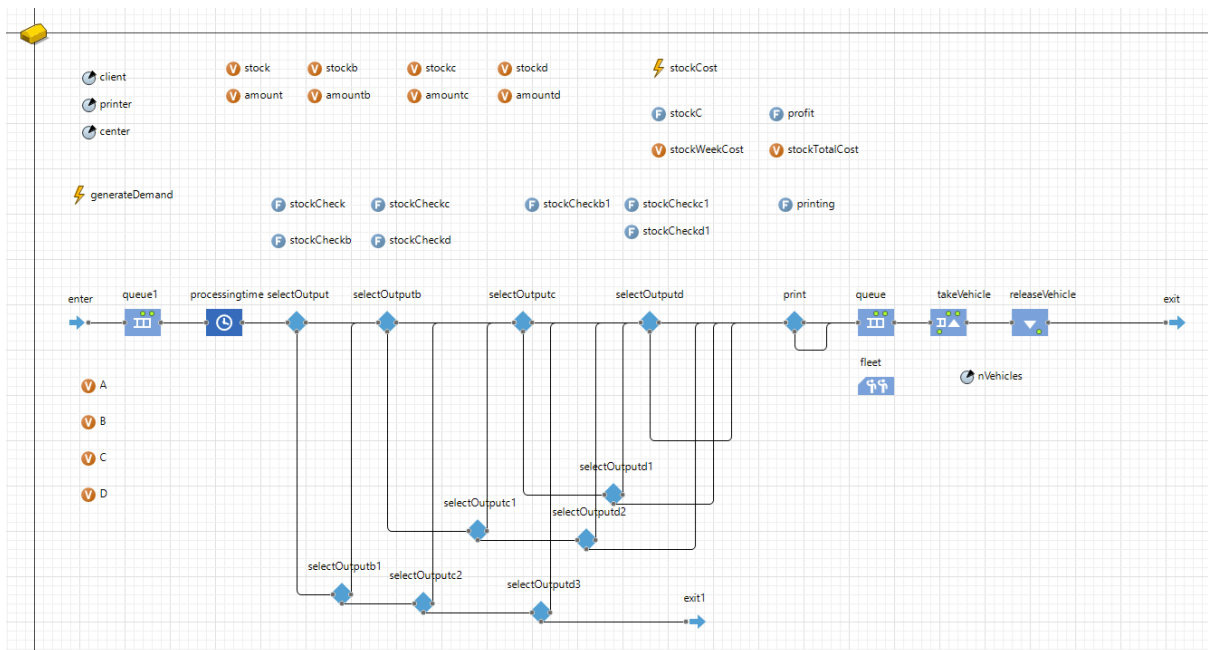 client
printer
center
V stock
V stockb
V stockc
V stockd
V amount
V amountb
V amountc
V amountd
stockCost
F stockC
F profit
V stockWeekCost
V stockTotalCost
generateDemand
F stockCheck
F stockCheckc
F stockCheckb1
F stockCheckc1
F printing
F stockCheckb
F stockCheckd
F stockCheckd1
enter
queue1
processingtime
selectOutput
selectOutputb
selectOutputc
selectOutputd
print
queue
takeVehicle
releaseVehicle
exit
fleet
nVehicles
V A
V B
V C
V D
selectOutputd1
selectOutputc1
selectOutputd2
selectOutputb1
selectOutputc2
selectOutputd3
exit1